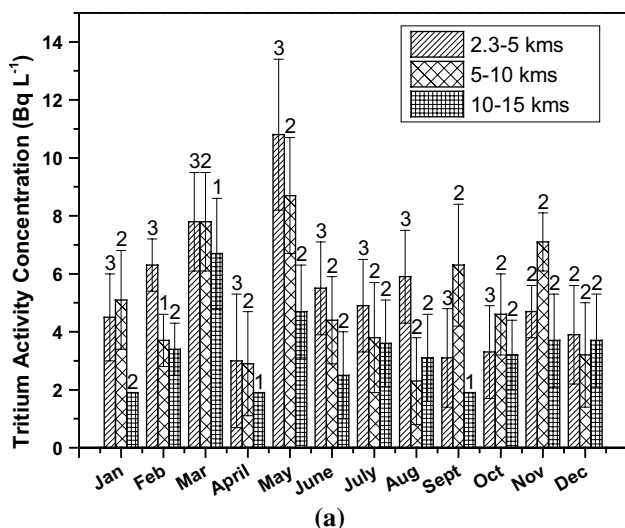 14
12
10
8
6
4
2
0
Tritium Activity Concentration (Bq L⁻¹)
2.3-5 kms
5-10 kms
10-15 kms
3 2 2
3 1 2
3 2 1
3 2 1
3 2 2
3 2 2
3 2 2
3 2 2
3 2 1
3 2 2
2 2 2
2 2 2
Jan Feb Mar April May June July Aug Sept Oct Nov Dec
(a)